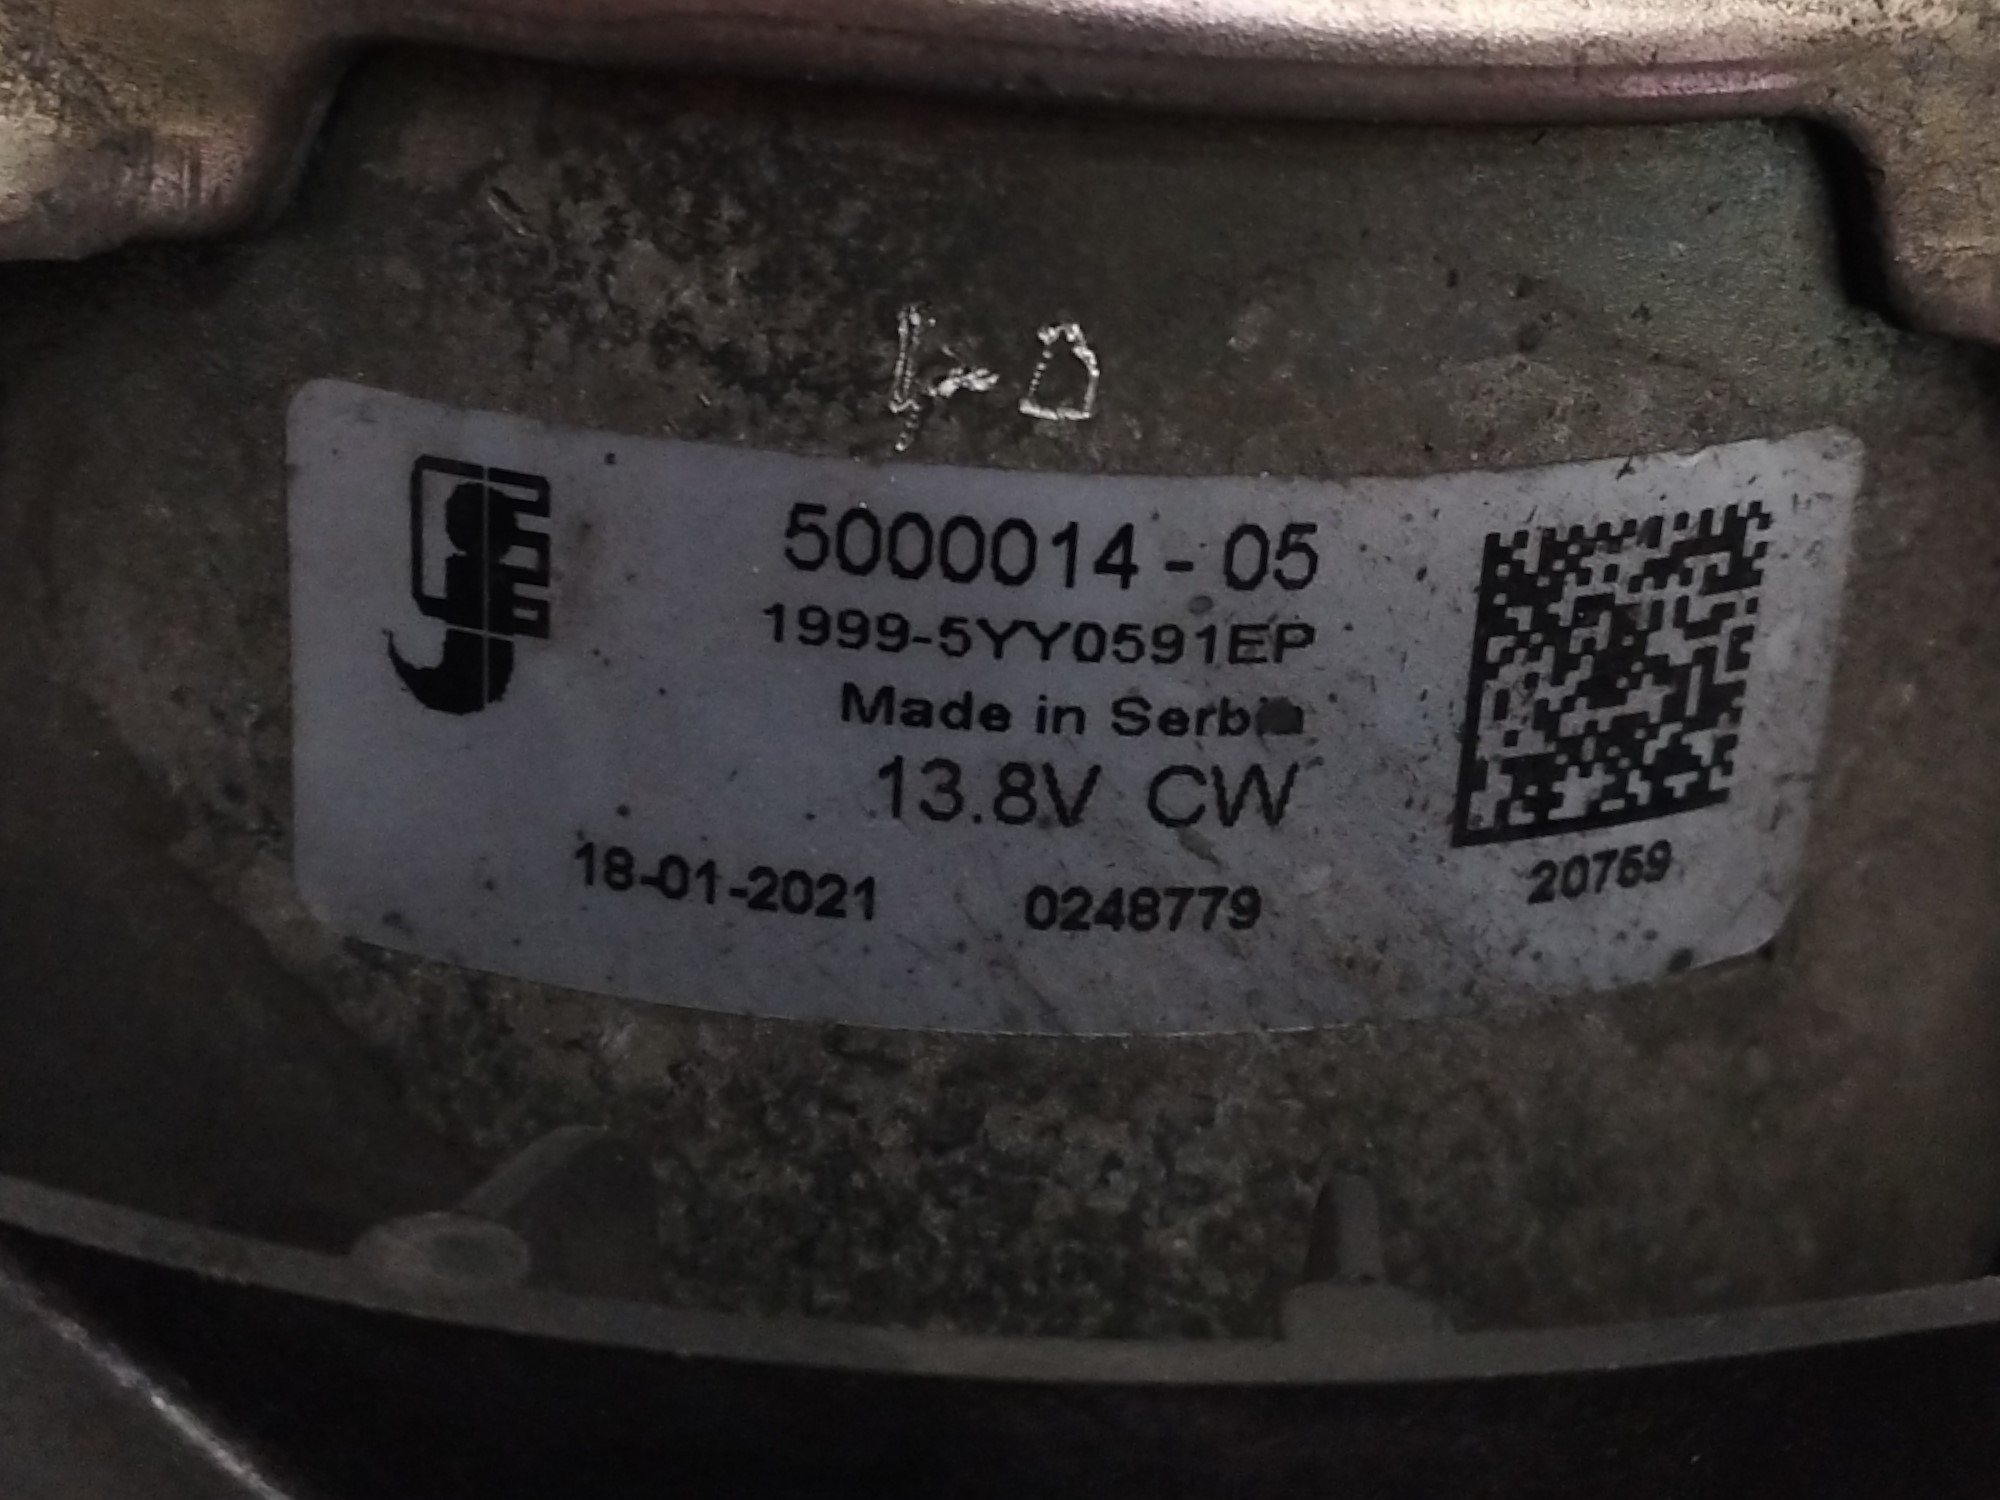 5000014 - 05
1999-5YY0591EP
Made in Serbia
13.8V CW
18-01-2021 0248779
20759